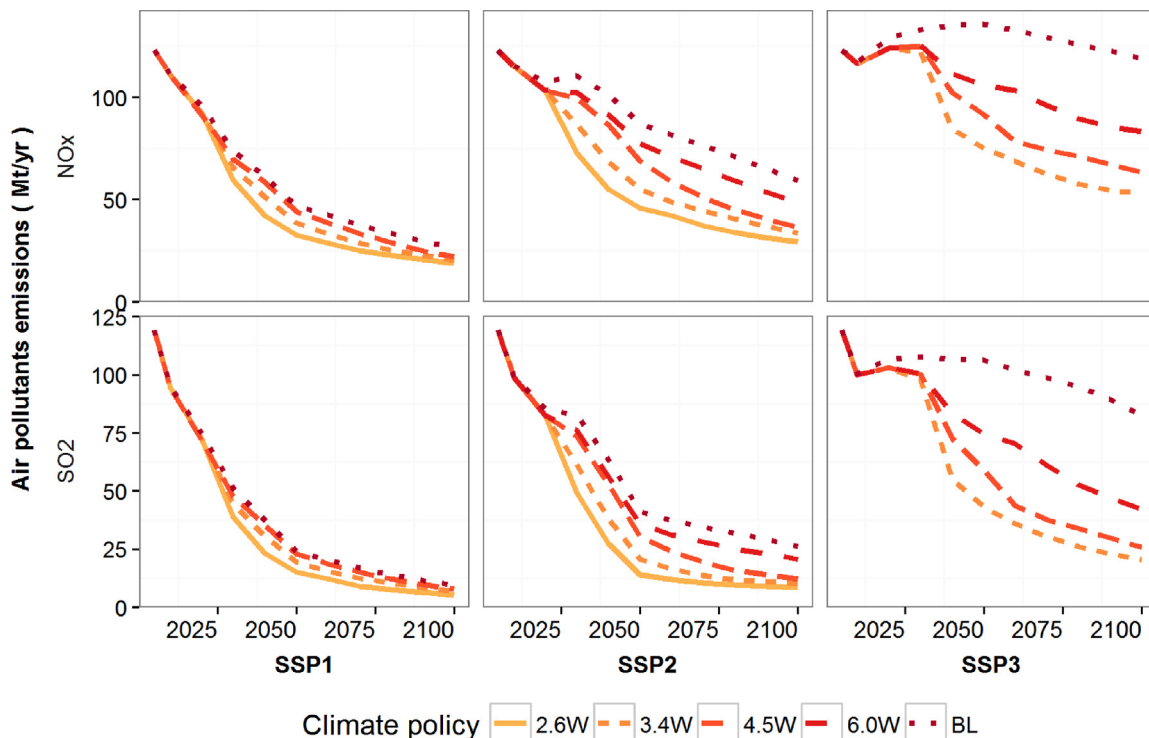 Air pollutants emissions ( Mt/yr )
NOx
100
50
0
SO2
125
100
75
50
25
0
2025 2050 2075 2100 2025 2050 2075 2100 2025 2050 2075 2100
SSP1 SSP2 SSP3
Climate policy 2.6W 3.4W 4.5W 6.0W BL